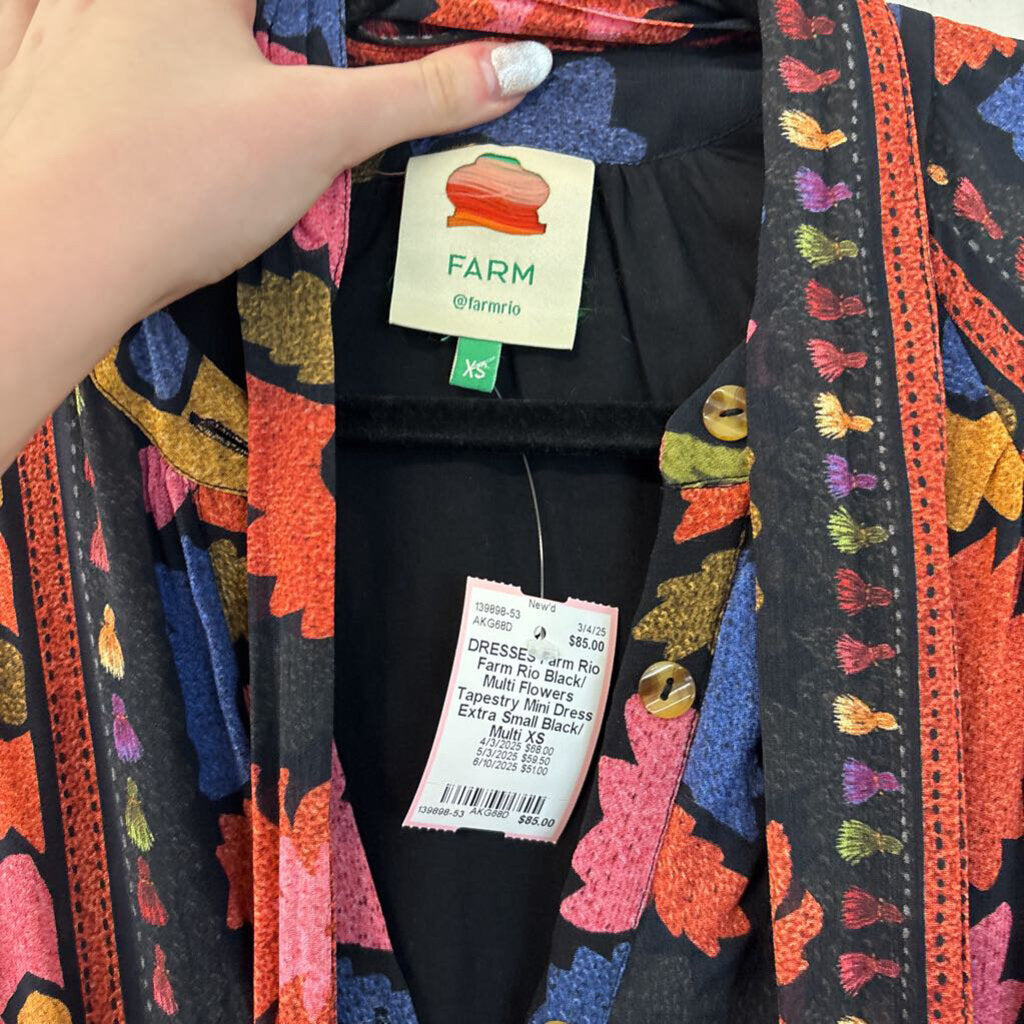 FARM
@farmrio
XS
139898-53 New'd 3/4/25
AKG68D $85.00
DRESSES Farm Rio
Farm Rio Black/
Multi Flowers
Tapestry Mini Dress
Extra Small Black/
Multi XS
4/3/2025 $68.00
5/3/2025 $59.50
6/10/2025 $51.00
139898-53 AKG68D $85.00